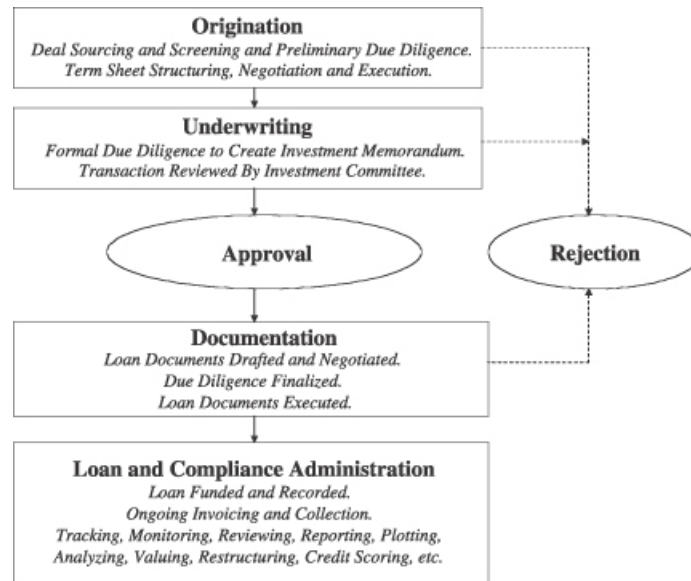 Origination
Deal Sourcing and Screening and Preliminary Due Diligence.
Term Sheet Structuring, Negotiation and Execution.
Underwriting
Formal Due Diligence to Create Investment Memorandum.
Transaction Reviewed By Investment Committee.
Approval
Rejection
Documentation
Loan Documents Drafted and Negotiated.
Due Diligence Finalized.
Loan Documents Executed.
Loan and Compliance Administration
Loan Funded and Recorded.
Ongoing Invoicing and Collection.
Tracking, Monitoring, Reviewing, Reporting, Plotting,
Analyzing, Valuing, Restructuring, Credit Scoring, etc.